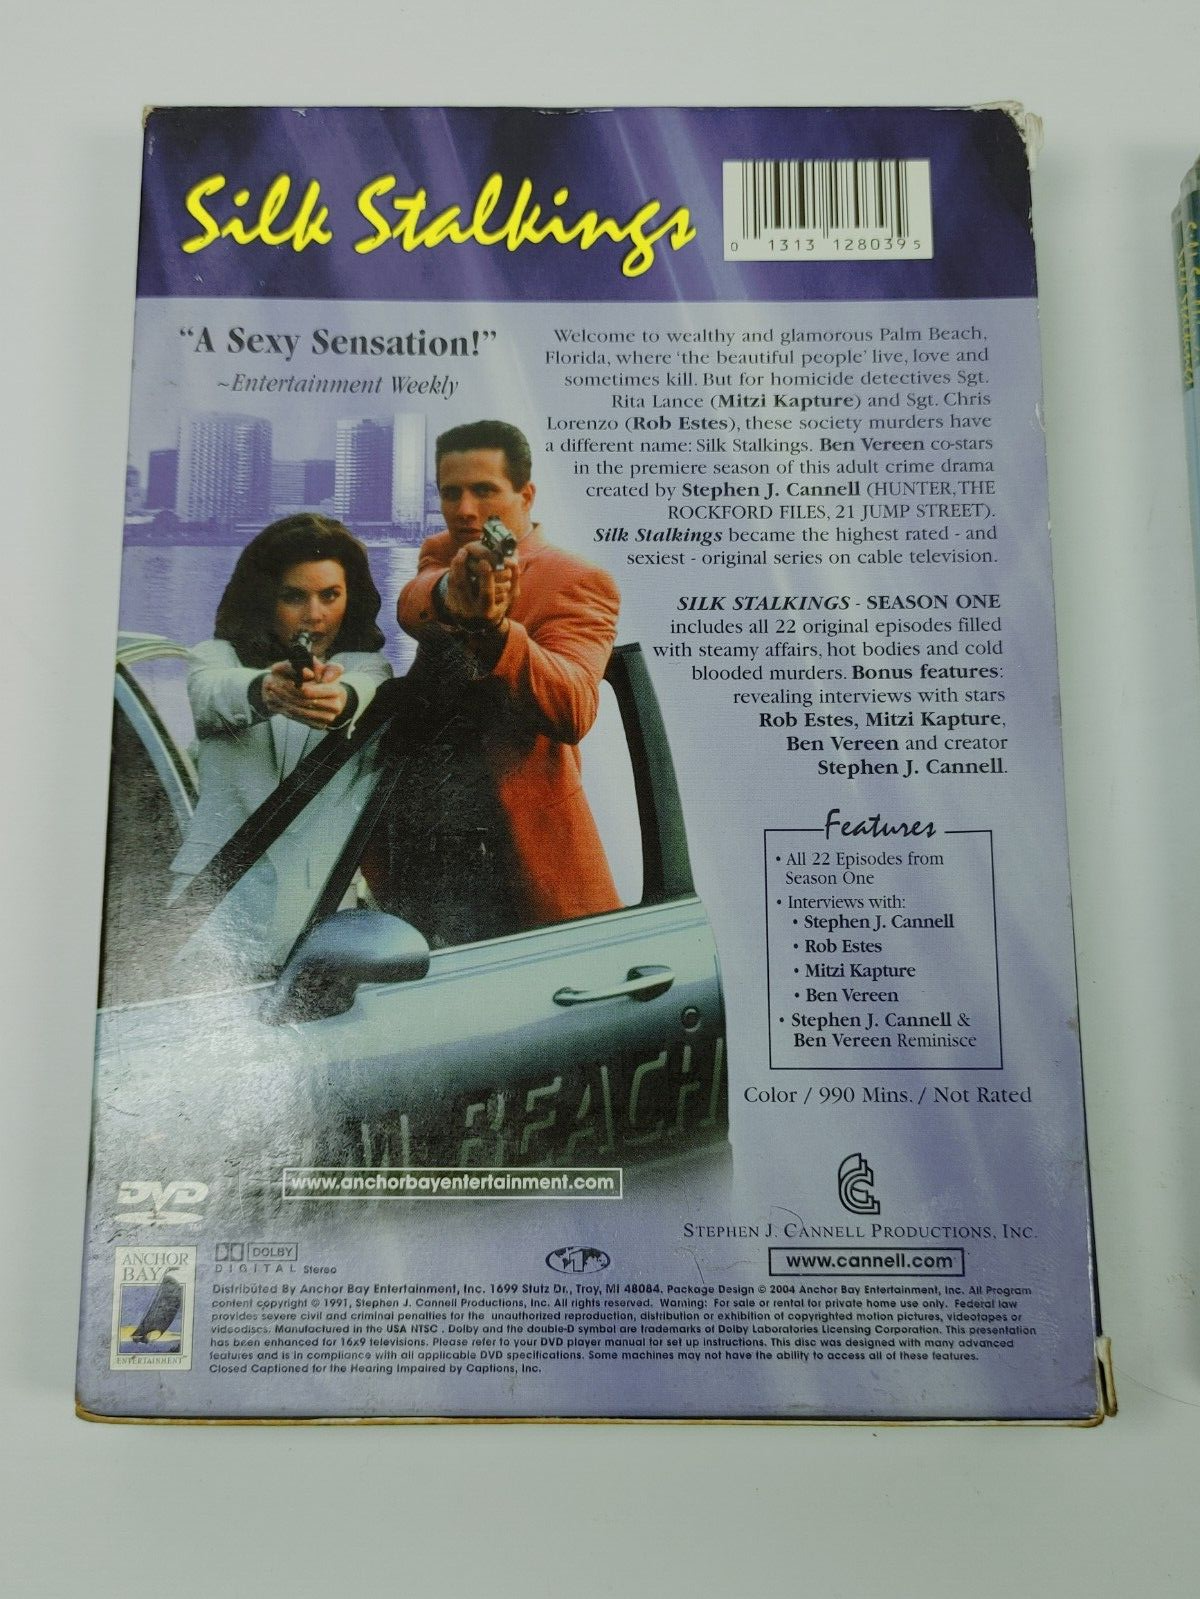 Silk Stalkings
0 1313 128039 5
“A Sexy Sensation!”
~Entertainment Weekly
Welcome to wealthy and glamorous Palm Beach,
Florida, where ‘the beautiful people’ live, love and
sometimes kill. But for homicide detectives Sgt.
Rita Lance (Mitzi Kapture) and Sgt. Chris
Lorenzo (Rob Estes), these society murders have
a different name: Silk Stalkings. Ben Vereen co-stars
in the premiere season of this adult crime drama
created by Stephen J. Cannell (HUNTER, THE
ROCKFORD FILES, 21 JUMP STREET).
Silk Stalkings became the highest rated - and
sexiest - original series on cable television.
SILK STALKINGS - SEASON ONE
includes all 22 original episodes filled
with steamy affairs, hot bodies and cold
blooded murders. Bonus features:
revealing interviews with stars
Rob Estes, Mitzi Kapture,
Ben Vereen and creator
Stephen J. Cannell.
Features
• All 22 Episodes from
Season One
• Interviews with:
• Stephen J. Cannell
• Rob Estes
• Mitzi Kapture
• Ben Vereen
• Stephen J. Cannell &
Ben Vereen Reminisce
Color / 990 Mins. / Not Rated
BEACH
DVD
www.anchorbayentertainment.com
STEPHEN J. CANNELL PRODUCTIONS, INC.
www.cannell.com
ANCHOR
BAY
ENTERTAINMENT
DOLBY
DIGITAL Stereo
1
Distributed By Anchor Bay Entertainment, Inc. 1699 Stutz Dr., Troy, MI 48084. Package Design © 2004 Anchor Bay Entertainment, Inc. All Program
content copyright © 1991, Stephen J. Cannell Productions, Inc. All rights reserved. Warning: For sale or rental for private home use only. Federal law
provides severe civil and criminal penalties for the unauthorized reproduction, distribution or exhibition of copyrighted motion pictures, videotapes or
videodiscs. Manufactured in the USA NTSC. Dolby and the double-D symbol are trademarks of Dolby Laboratories Licensing Corporation. This presentation
has been enhanced for 16x9 televisions. Please refer to your DVD player manual for set up instructions. This disc was designed with many advanced
features and is in compliance with all applicable DVD specifications. Some machines may not have the ability to access all of these features.
Closed Captioned for the Hearing Impaired by Captions, Inc.